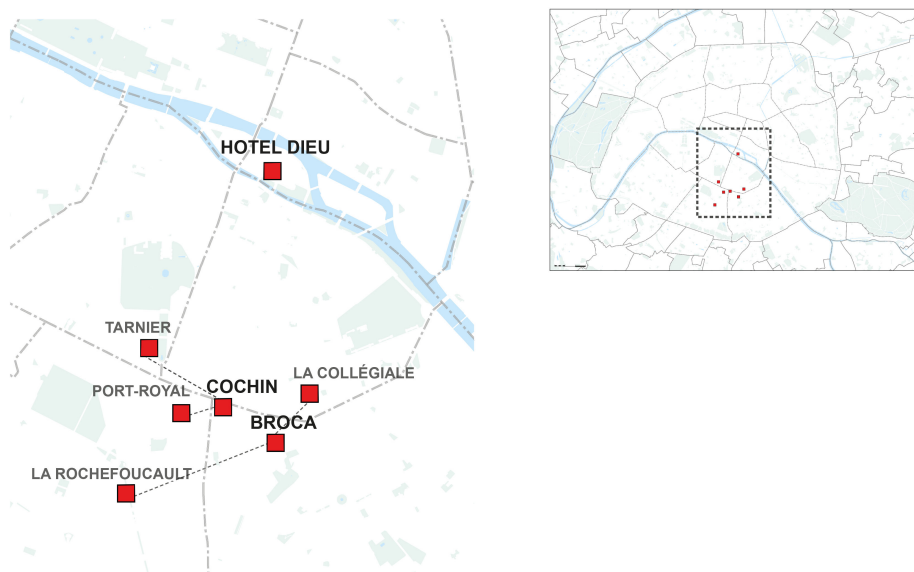 HOTEL DIEU
TARNIER
LA COLLÉGIALE
PORT-ROYAL
COCHIN
BROCA
LA ROCHEFOUCAULT